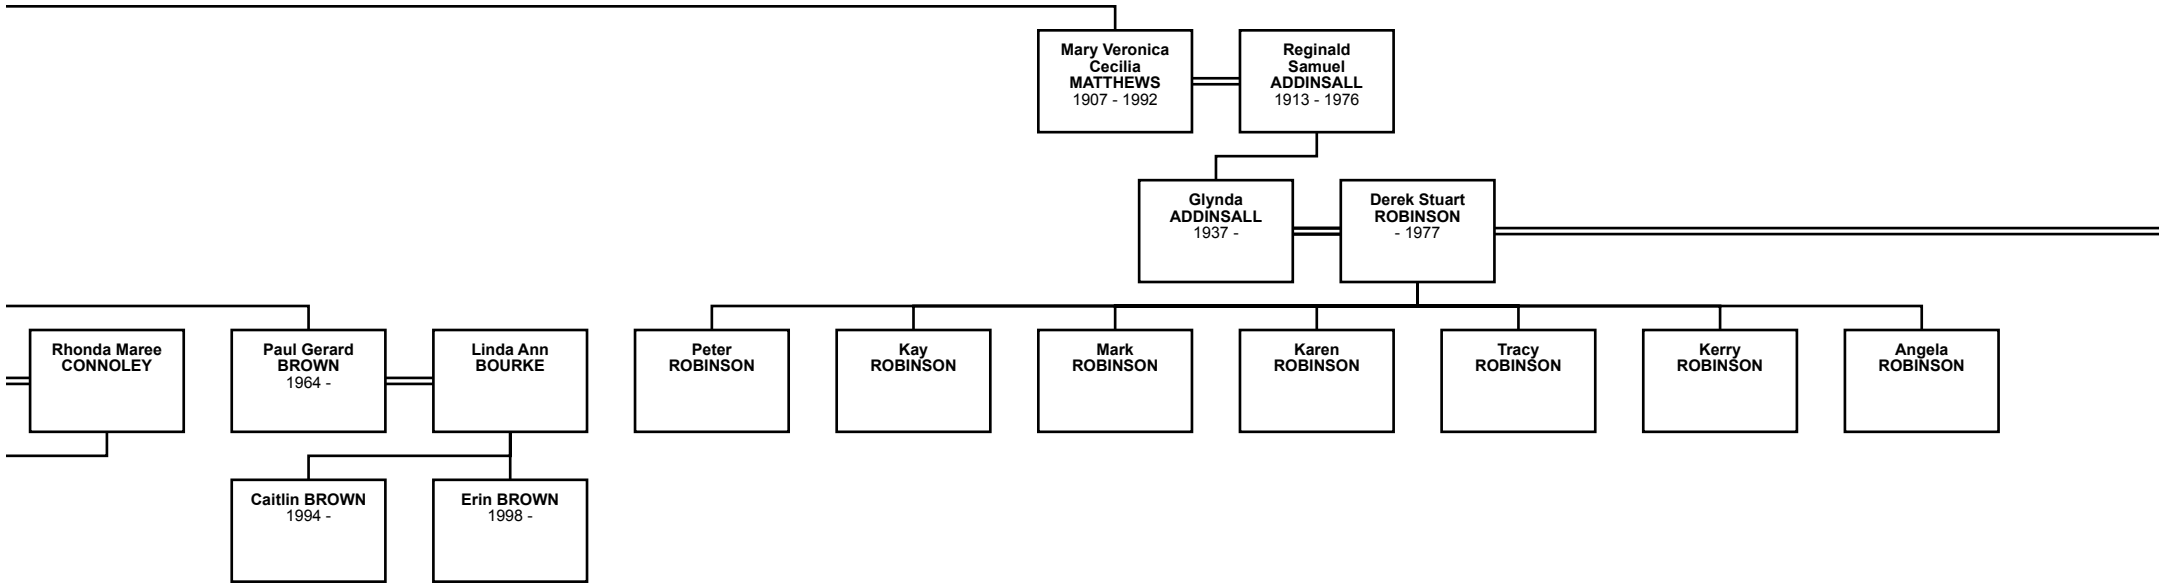 Mary Veronica
Cecilia
MATTHEWS
1907 - 1992
Reginald
Samuel
ADDINSALL
1913 - 1976
Glynda
ADDINSALL
1937 -
Derek Stuart
ROBINSON
- 1977
Rhonda Maree
CONNOLEY
Paul Gerard
BROWN
1964 -
Linda Ann
BOURKE
Peter
ROBINSON
Kay
ROBINSON
Mark
ROBINSON
Karen
ROBINSON
Tracy
ROBINSON
Kerry
ROBINSON
Angela
ROBINSON
Caitlin BROWN
1994 -
Erin BROWN
1998 -